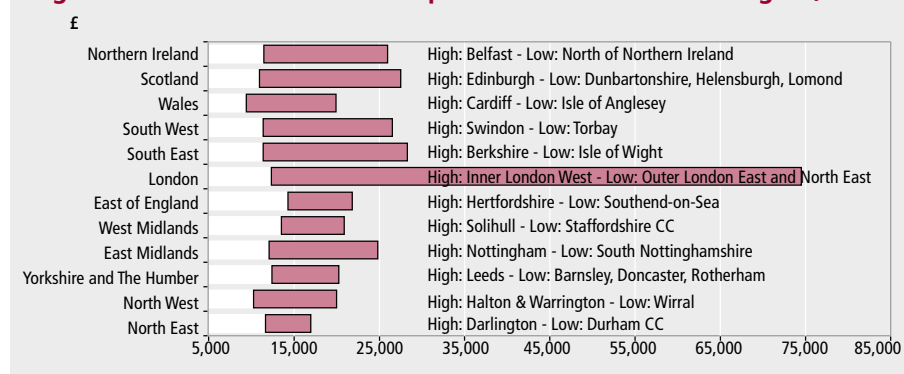 £
Northern Ireland High: Belfast - Low: North of Northern Ireland
Scotland High: Edinburgh - Low: Dunbartonshire, Helensburgh, Lomond
Wales High: Cardiff - Low: Isle of Anglesey
South West High: Swindon - Low: Torbay
South East High: Berkshire - Low: Isle of Wight
London High: Inner London West - Low: Outer London East and North East
East of England High: Hertfordshire - Low: Southend-on-Sea
West Midlands High: Solihull - Low: Staffordshire CC
East Midlands High: Nottingham - Low: South Nottinghamshire
Yorkshire and The Humber High: Leeds - Low: Barnsley, Doncaster, Rotherham
North West High: Halton & Warrington - Low: Wirral
North East High: Darlington - Low: Durham CC
5,000 15,000 25,000 35,000 45,000 55,000 65,000 75,000 85,000